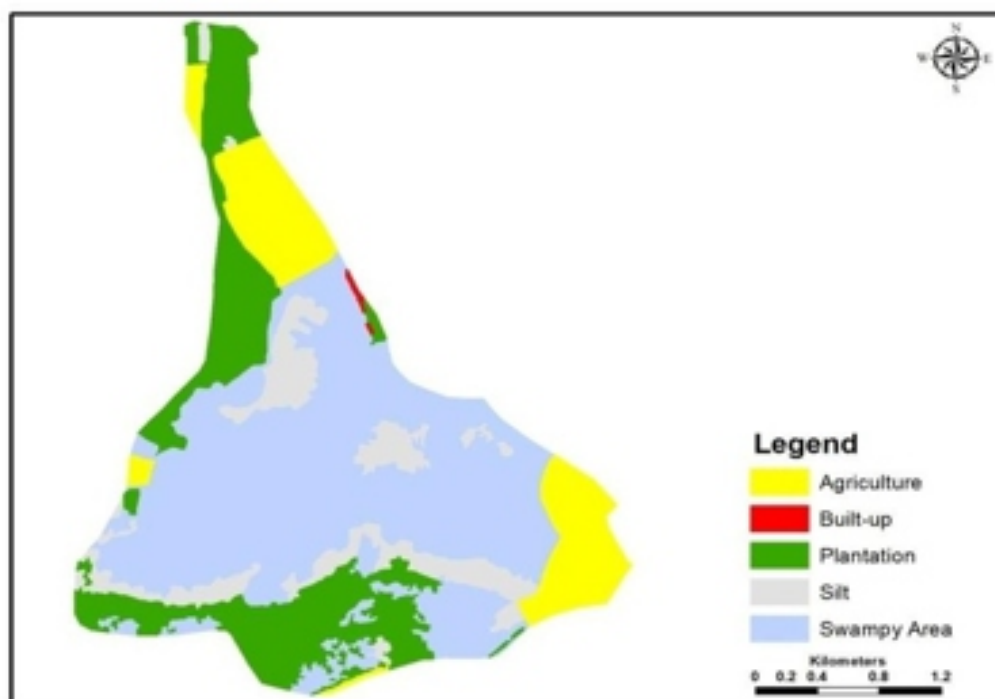 N
W E
S
Legend
Agriculture
Built-up
Plantation
Silt
Swampy Area
Kilometers
0 0.2 0.4 0.8 1.2